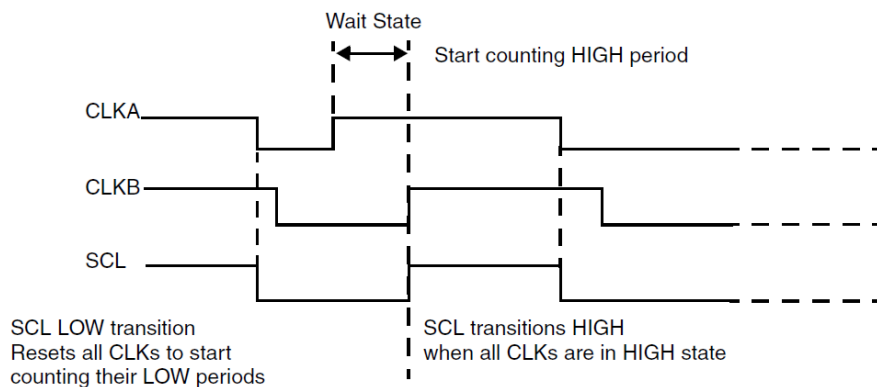 Wait State
Start counting HIGH period
CLKA
CLKB
SCL
SCL LOW transition
Resets all CLKs to start
counting their LOW periods
SCL transitions HIGH
when all CLKs are in HIGH state